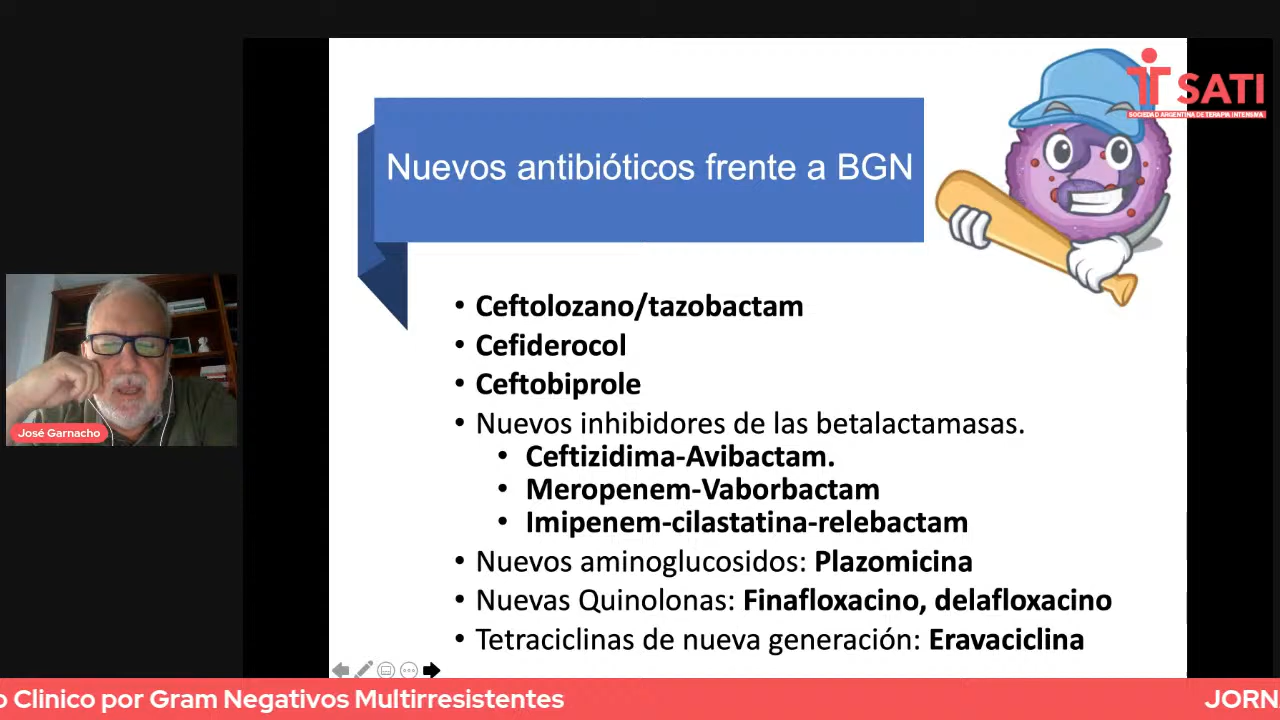 SATI
SOCIEDAD ARGENTINA DE TERAPIA INTENSIVA
Nuevos antibióticos frente a BGN
• Ceftolozano/tazobactam
• Cefiderocol
• Ceftobiprole
• Nuevos inhibidores de las betalactamasas.
• Ceftizidima-Avibactam.
• Meropenem-Vaborbactam
• Imipenem-cilastatina-relebactam
• Nuevos aminoglucosidos: Plazomicina
• Nuevas Quinolonas: Finafloxacino, delafloxacino
• Tetraciclinas de nueva generación: Eravaciclina
José Garnacho
o Clinico por Gram Negativos Multirresistentes
JORN